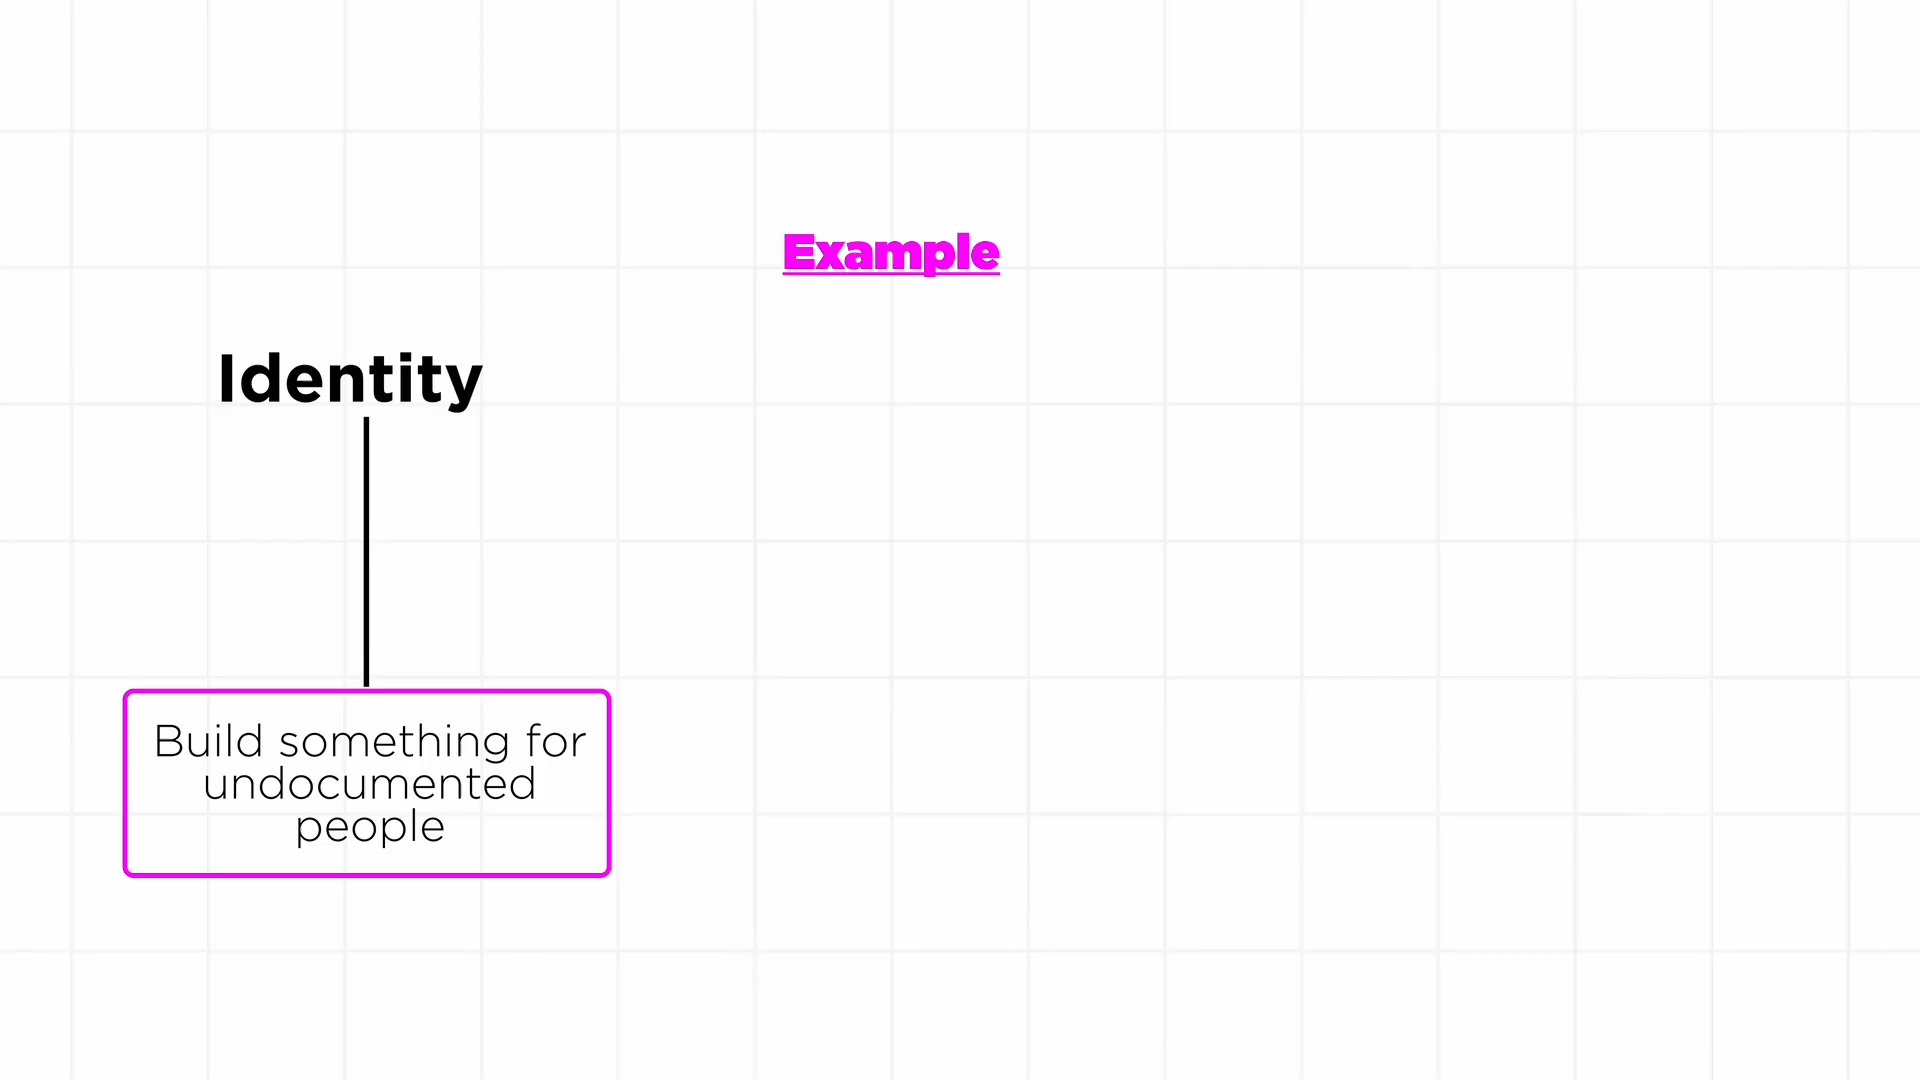 Example
Identity
Build something for
undocumented
people